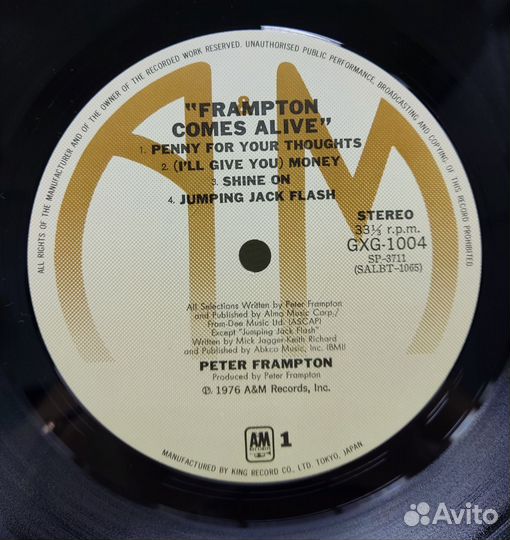 ALL RIGHTS OF THE MANUFACTURER AND OF THE OWNER OF THE RECORDED WORK RESERVED. UNAUTHORISED PUBLIC PERFORMANCE, BROADCASTING AND COPYING OF THIS RECORD PROHIBITED
A&M
"FRAMPTON
COMES ALIVE"
1. PENNY FOR YOUR THOUGHTS
2. (I'LL GIVE YOU) MONEY
3. SHINE ON
4. JUMPING JACK FLASH
STEREO
33⅓ r.p.m.
GXG-1004
SP-3711
(SALBT-1065)
All Selections Written by Peter Frampton
and Published by Almo Music Corp./
Fram-Dee Music Ltd. (ASCAP)
Except "Jumping Jack Flash"
Written by Mick Jagger-Keith Richard
and Published by Abkco Music, Inc. (BMI)
PETER FRAMPTON
Produced by Peter Frampton
℗ 1976 A&M Records, Inc.
AM
RECORDS
1
MANUFACTURED BY KING RECORD CO., LTD. TOKYO, JAPAN
Avito